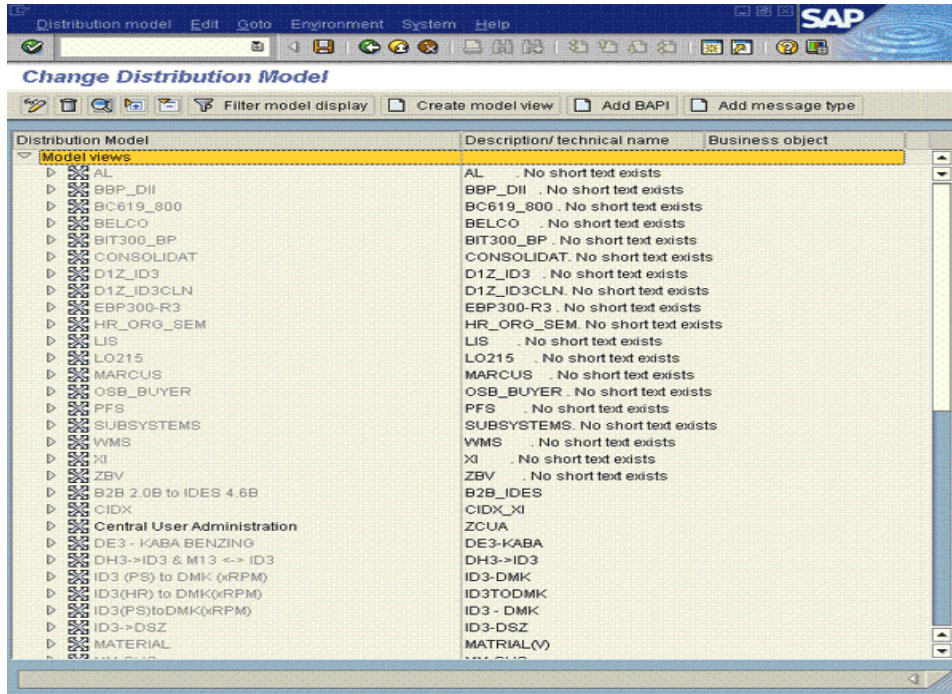 Distribution model Edit Goto Environment System Help
SAP
Change Distribution Model
Filter model display Create model view Add BAPI Add message type
Distribution Model Description/ technical name Business object
Model views
AL AL . No short text exists
BBP_DII BBP_DII . No short text exists
BC619_800 BC619_800 . No short text exists
BELCO BELCO . No short text exists
BIT300_BP BIT300_BP . No short text exists
CONSOLIDAT CONSOLIDAT. No short text exists
D1Z_ID3 D1Z_ID3 . No short text exists
D1Z_ID3CLN D1Z_ID3CLN. No short text exists
EBP300-R3 EBP300-R3 . No short text exists
HR_ORG_SEM HR_ORG_SEM. No short text exists
LIS LIS . No short text exists
LO215 LO215 . No short text exists
MARCUS MARCUS . No short text exists
OSB_BUYER OSB_BUYER . No short text exists
PFS PFS . No short text exists
SUBSYSTEMS SUBSYSTEMS. No short text exists
WMS WMS . No short text exists
XI XI . No short text exists
ZBV ZBV . No short text exists
B2B 2.0B to IDES 4.6B B2B_IDES
CIDX CIDX_XI
Central User Administration ZCUA
DE3 - KABA BENZING DE3-KABA
DH3->ID3 & M13 <-> ID3 DH3->ID3
ID3 (PS) to DMK (xRPM) ID3-DMK
ID3(HR) to DMK(xRPM) ID3TODMK
ID3(PS)toDMK(xRPM) ID3 - DMK
ID3->DSZ ID3-DSZ
MATERIAL MATRIAL(V)